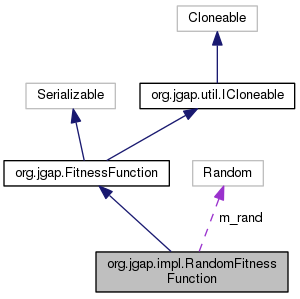 Cloneable
Serializable
org.jgap.util.ICloneable
org.jgap.FitnessFunction
Random
m_rand
org.jgap.impl.RandomFitness
Function